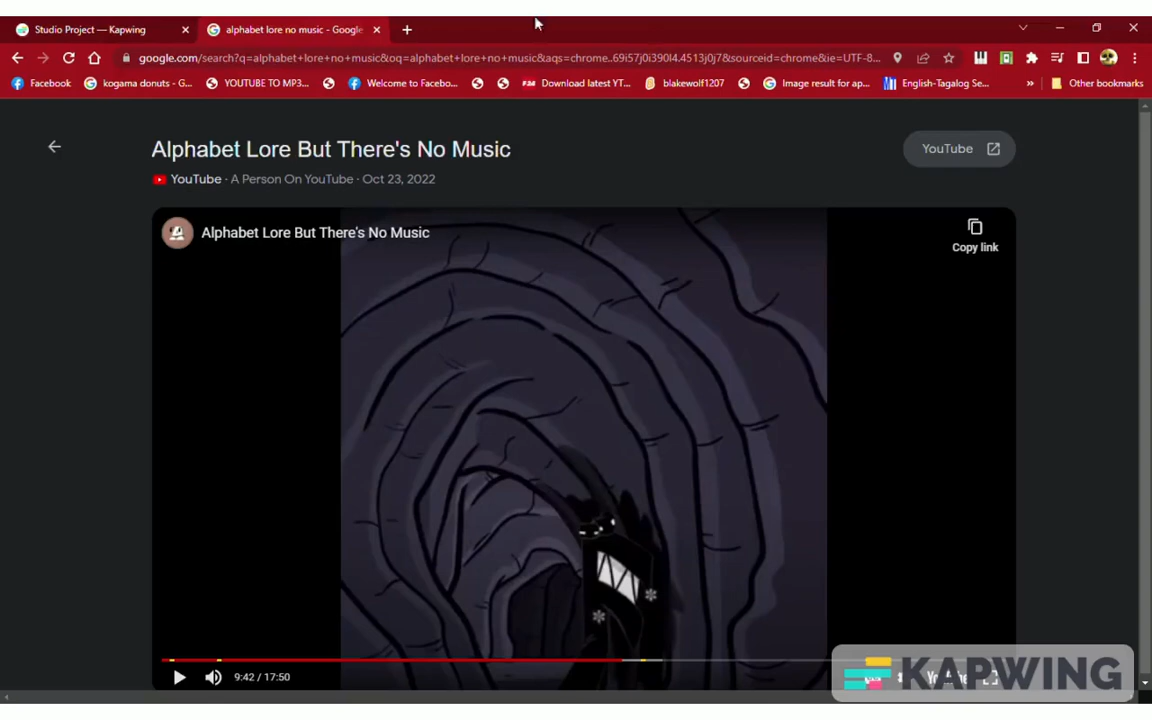 Studio Project — Kapwing
alphabet lore no music - Google
google.com/search?q=alphabet+lore+no+music&oq=alphabet+lore+no+music&aqs=chrome..69i57j0i390l4.4513j0j7&sourceid=chrome&ie=UTF-8...
Facebook
kogama donuts - G...
YOUTUBE TO MP3...
Welcome to Facebo...
Download latest YT...
blakewolf1207
Image result for ap...
English-Tagalog Se...
Other bookmarks
Alphabet Lore But There's No Music
YouTube
YouTube · A Person On YouTube · Oct 23, 2022
Alphabet Lore But There's No Music
Copy link
9:42 / 17:50
KAPWING